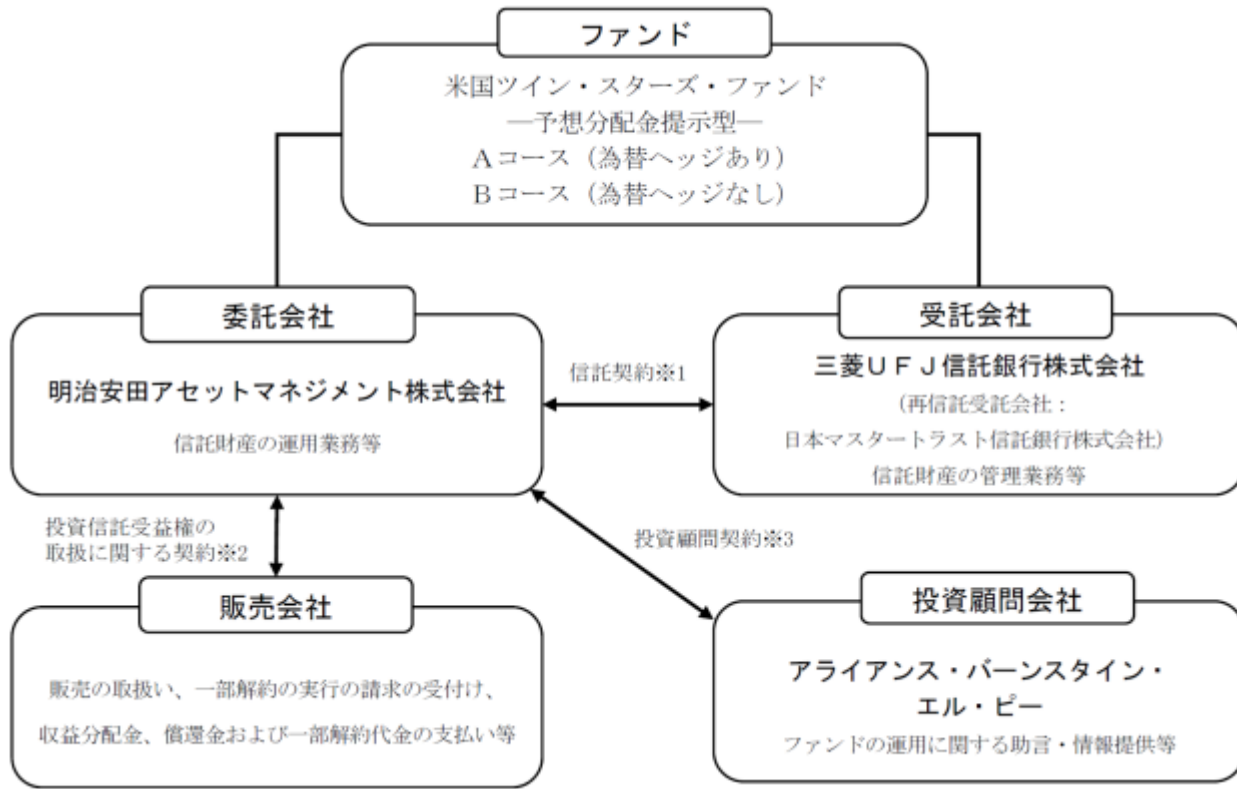 ファンド
米国ツイン・スターズ・ファンド
―予想分配金提示型―
Ａコース（為替ヘッジあり）
Ｂコース（為替ヘッジなし）
委託会社
明治安田アセットマネジメント株式会社
信託財産の運用業務等
信託契約※1
受託会社
三菱ＵＦＪ信託銀行株式会社
（再信託受託会社：
日本マスタートラスト信託銀行株式会社）
信託財産の管理業務等
投資信託受益権の
取扱に関する契約※2
投資顧問契約※3
販売会社
販売の取扱い、一部解約の実行の請求の受付け、
収益分配金、償還金および一部解約代金の支払い等
投資顧問会社
アライアンス・バーンスタイン・
エル・ピー
ファンドの運用に関する助言・情報提供等